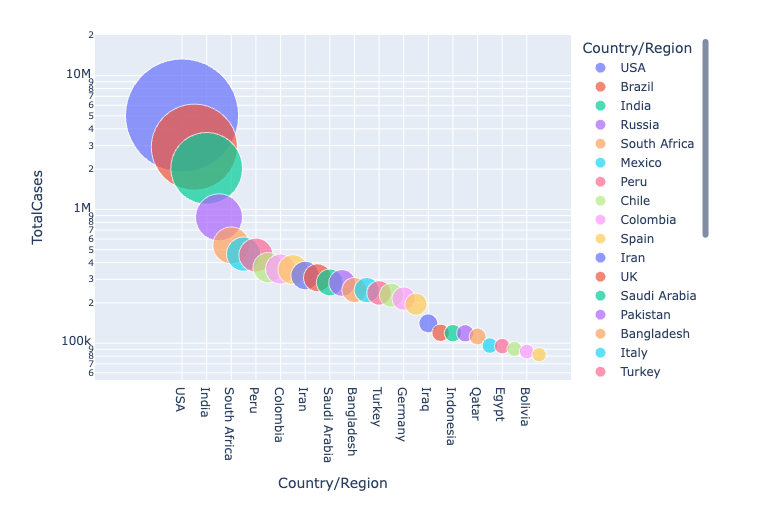 2
10M
9
8
7
6
5
4
3
2
1M
9
8
7
6
5
4
3
2
100k
9
8
7
6
TotalCases
USA
India
South Africa
Peru
Colombia
Iran
Saudi Arabia
Bangladesh
Turkey
Germany
Iraq
Indonesia
Qatar
Egypt
Bolivia
Country/Region
Country/Region
USA
Brazil
India
Russia
South Africa
Mexico
Peru
Chile
Colombia
Spain
Iran
UK
Saudi Arabia
Pakistan
Bangladesh
Italy
Turkey